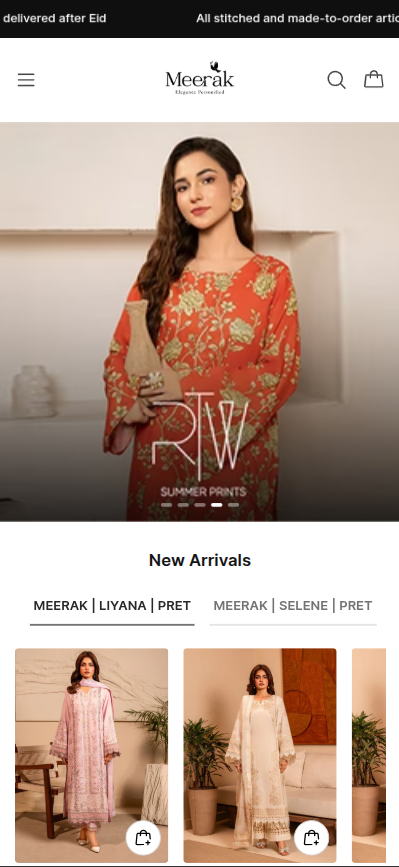 delivered after Eid
All stitched and made-to-order artic
Meerak
Elegance Personified
RTW
SUMMER PRINTS
New Arrivals
MEERAK | LIYANA | PRET
MEERAK | SELENE | PRET